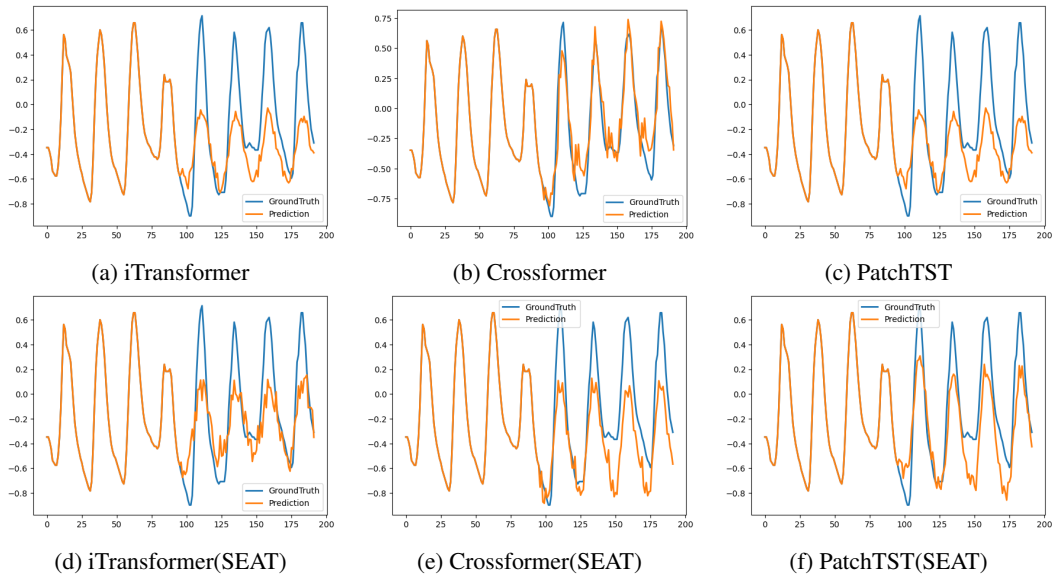 0.6
0.4
0.2
0.0
−0.2
−0.4
−0.6
−0.8
0 25 50 75 100 125 150 175 200
GroundTruth
Prediction
(a) iTransformer
0.75
0.50
0.25
0.00
−0.25
−0.50
−0.75
0 25 50 75 100 125 150 175 200
GroundTruth
Prediction
(b) Crossformer
0.6
0.4
0.2
0.0
−0.2
−0.4
−0.6
−0.8
0 25 50 75 100 125 150 175 200
GroundTruth
Prediction
(c) PatchTST
0.6
0.4
0.2
0.0
−0.2
−0.4
−0.6
−0.8
0 25 50 75 100 125 150 175 200
GroundTruth
Prediction
(d) iTransformer(SEAT)
GroundTruth
Prediction
0.6
0.4
0.2
0.0
−0.2
−0.4
−0.6
−0.8
0 25 50 75 100 125 150 175 200
(e) Crossformer(SEAT)
GroundTruth
Prediction
0.6
0.4
0.2
0.0
−0.2
−0.4
−0.6
−0.8
0 25 50 75 100 125 150 175 200
(f) PatchTST(SEAT)